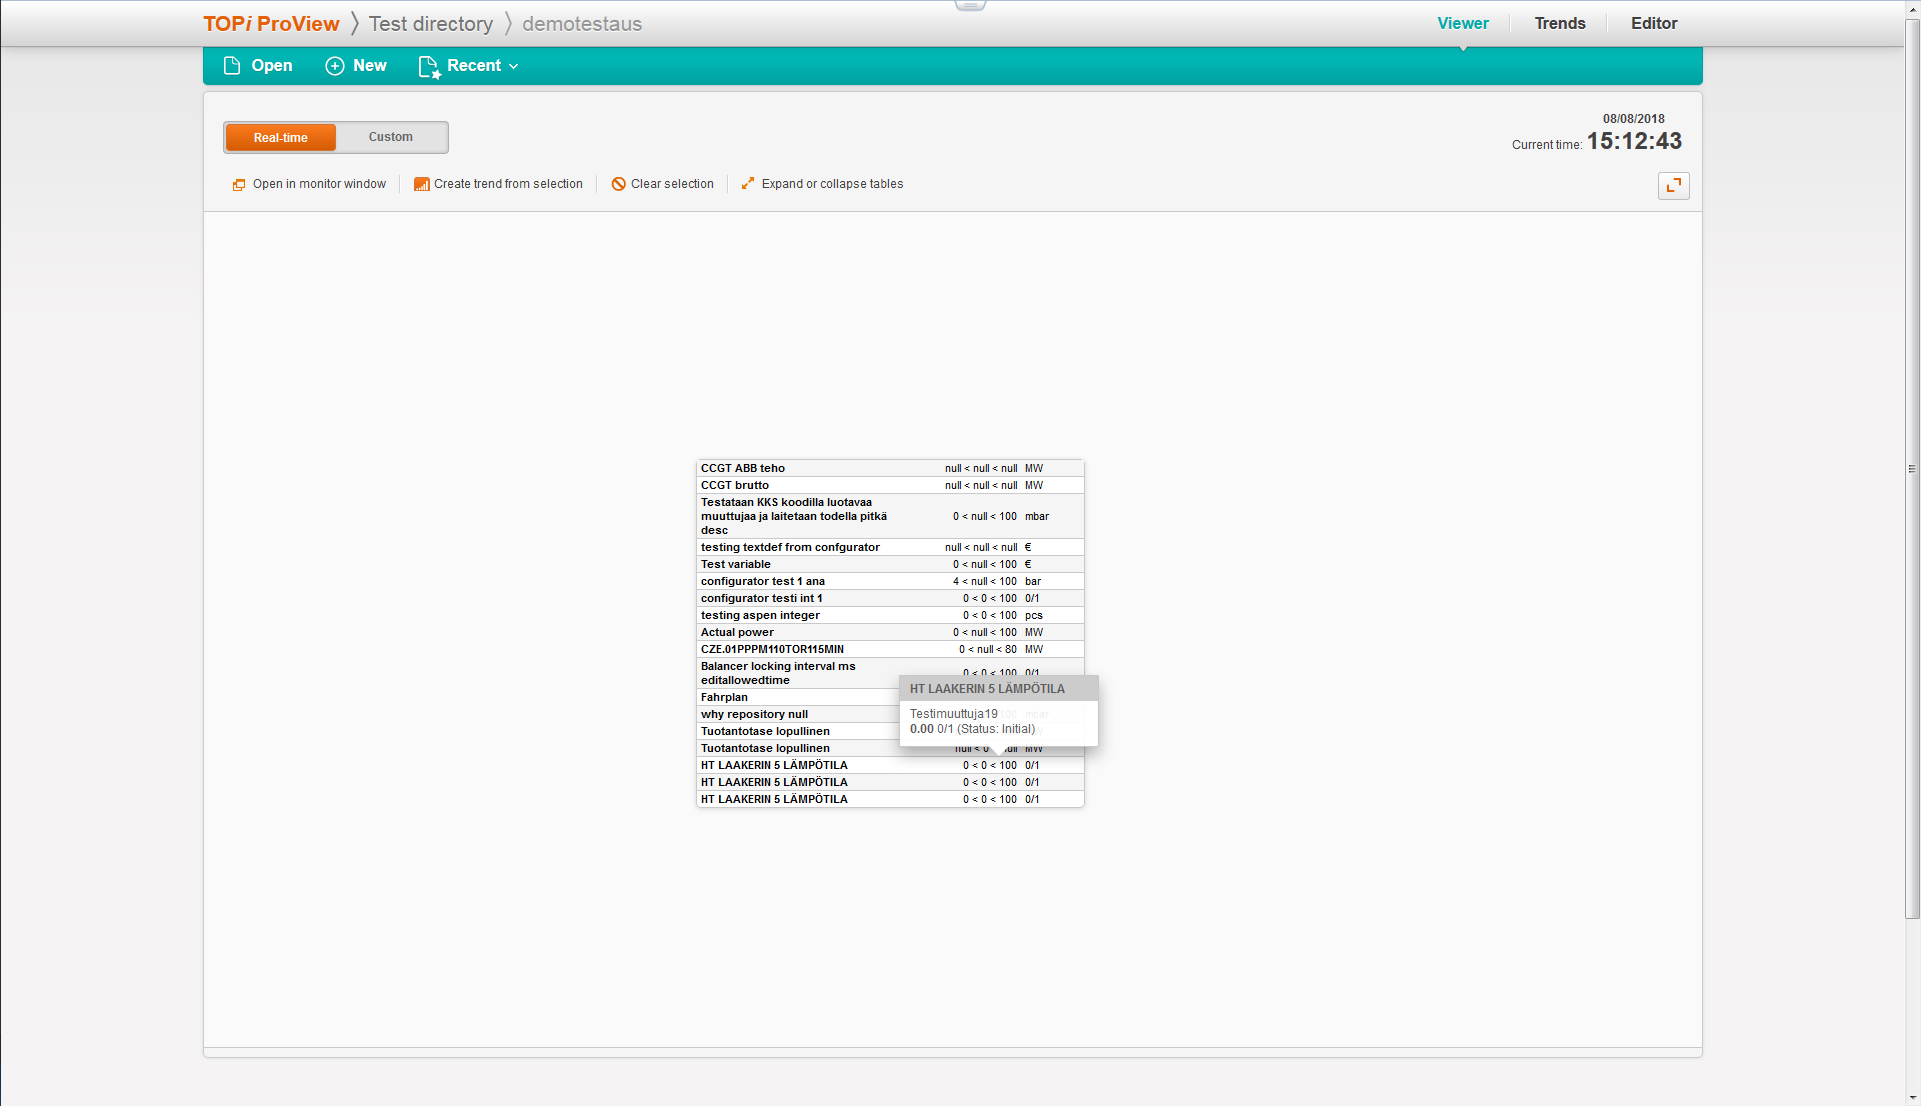 TOPi ProView Test directory demotestaus Viewer Trends Editor
Open New Recent
Real-time Custom
08/08/2018
Current time: 15:12:43
Open in monitor window Create trend from selection Clear selection Expand or collapse tables
CCGT ABB teho null < null < null MW
CCGT brutto null < null < null MW
Testataan KKS koodilla luotavaa
muuttujaa ja laitetaan todella pitkä
desc
0 < null < 100 mbar
testing textdef from confgurator null < null < null €
Test variable 0 < null < 100 €
configurator test 1 ana 4 < null < 100 bar
configurator testi int 1 0 < 0 < 100 0/1
testing aspen integer 0 < 0 < 100 pcs
Actual power 0 < null < 100 MW
CZE.01PPPM110TOR115MIN 0 < null < 80 MW
Balancer locking interval ms
editallowedtime
0 < 0 < 100 0/1
Fahrplan
why repository null 100 mbar
Tuotantotase lopullinen
Tuotantotase lopullinen null < 0 null MW
HT LAAKERIN 5 LÄMPÖTILA 0 < 0 < 100 0/1
HT LAAKERIN 5 LÄMPÖTILA 0 < 0 < 100 0/1
HT LAAKERIN 5 LÄMPÖTILA 0 < 0 < 100 0/1
HT LAAKERIN 5 LÄMPÖTILA
Testimuuttuja19
0.00 0/1 (Status: Initial)